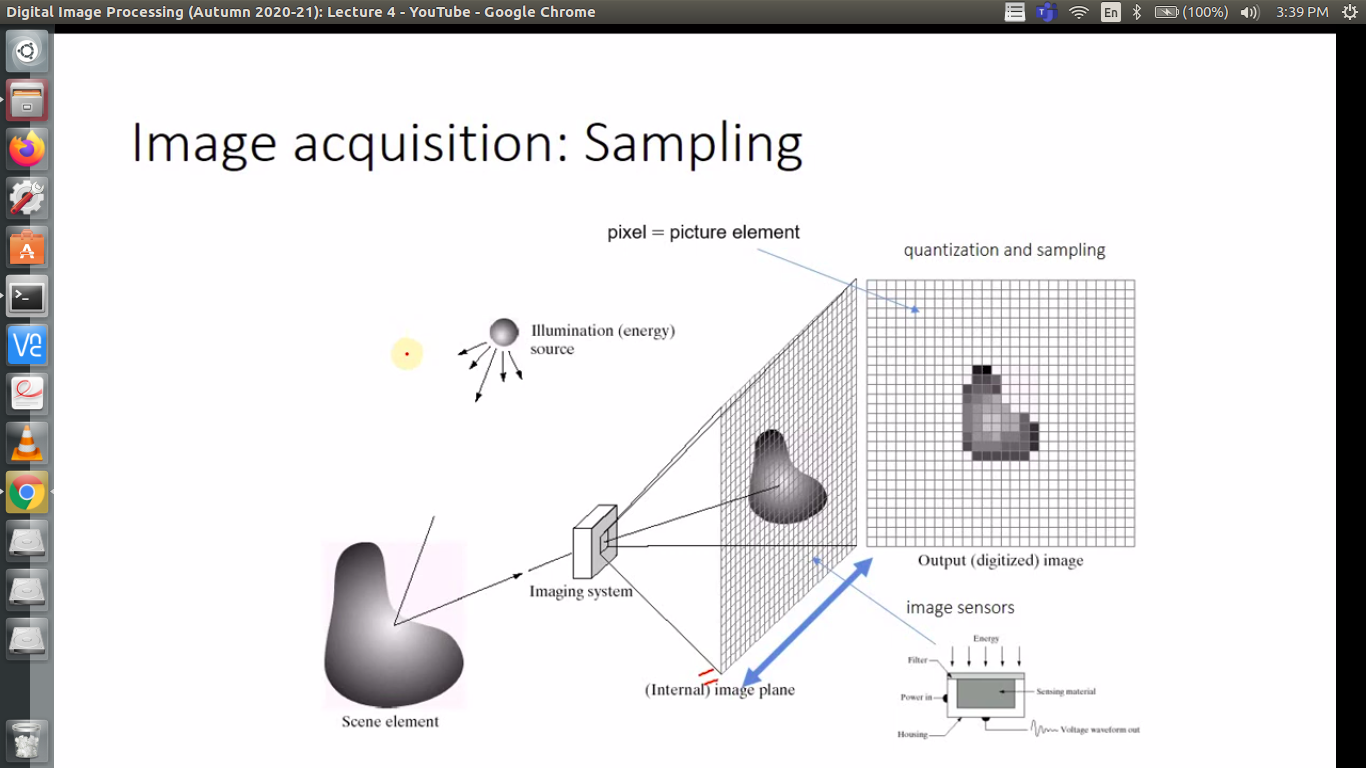 Digital Image Processing (Autumn 2020-21): Lecture 4 - YouTube - Google Chrome
En
(100%)
3:39 PM
Image acquisition: Sampling
pixel = picture element
quantization and sampling
Illumination (energy)
source
Output (digitized) image
Imaging system
image sensors
Energy
Filter
(Internal) image plane
Sensing material
Power in
Scene element
Voltage waveform out
Housing